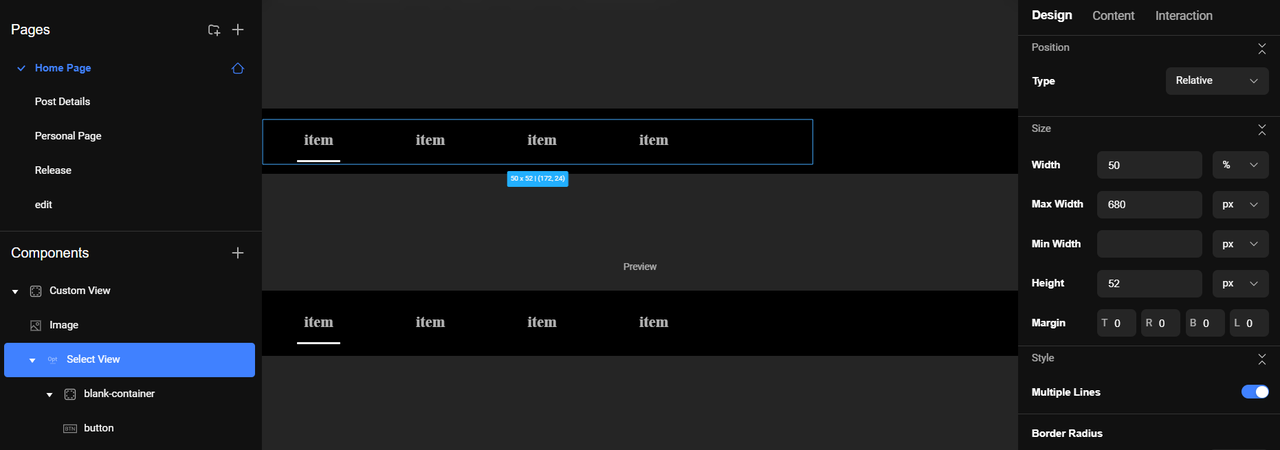 Pages
Home Page
Post Details
Personal Page
Release
edit
Components
Custom View
Image
Opt
Select View
blank-container
BTN
button
item item item item
50 x 52 | (172, 24)
Preview
item item item item
Design Content Interaction
Position
Type Relative
Size
Width 50 %
Max Width 680 px
Min Width px
Height 52 px
Margin T 0 R 0 B 0 L 0
Style
Multiple Lines
Border Radius